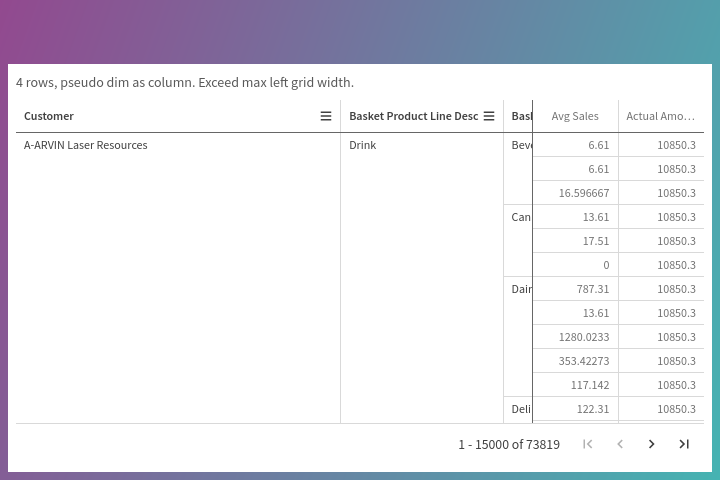 4 rows, pseudo dim as column. Exceed max left grid width.
Customer Basket Product Line Desc Bask Avg Sales Actual Amo…
A-ARVIN Laser Resources Drink Beve 6.61 10850.3
6.61 10850.3
16.596667 10850.3
Can 13.61 10850.3
17.51 10850.3
0 10850.3
Dair 787.31 10850.3
13.61 10850.3
1280.0233 10850.3
353.42273 10850.3
117.142 10850.3
Deli 122.31 10850.3
1 - 15000 of 73819